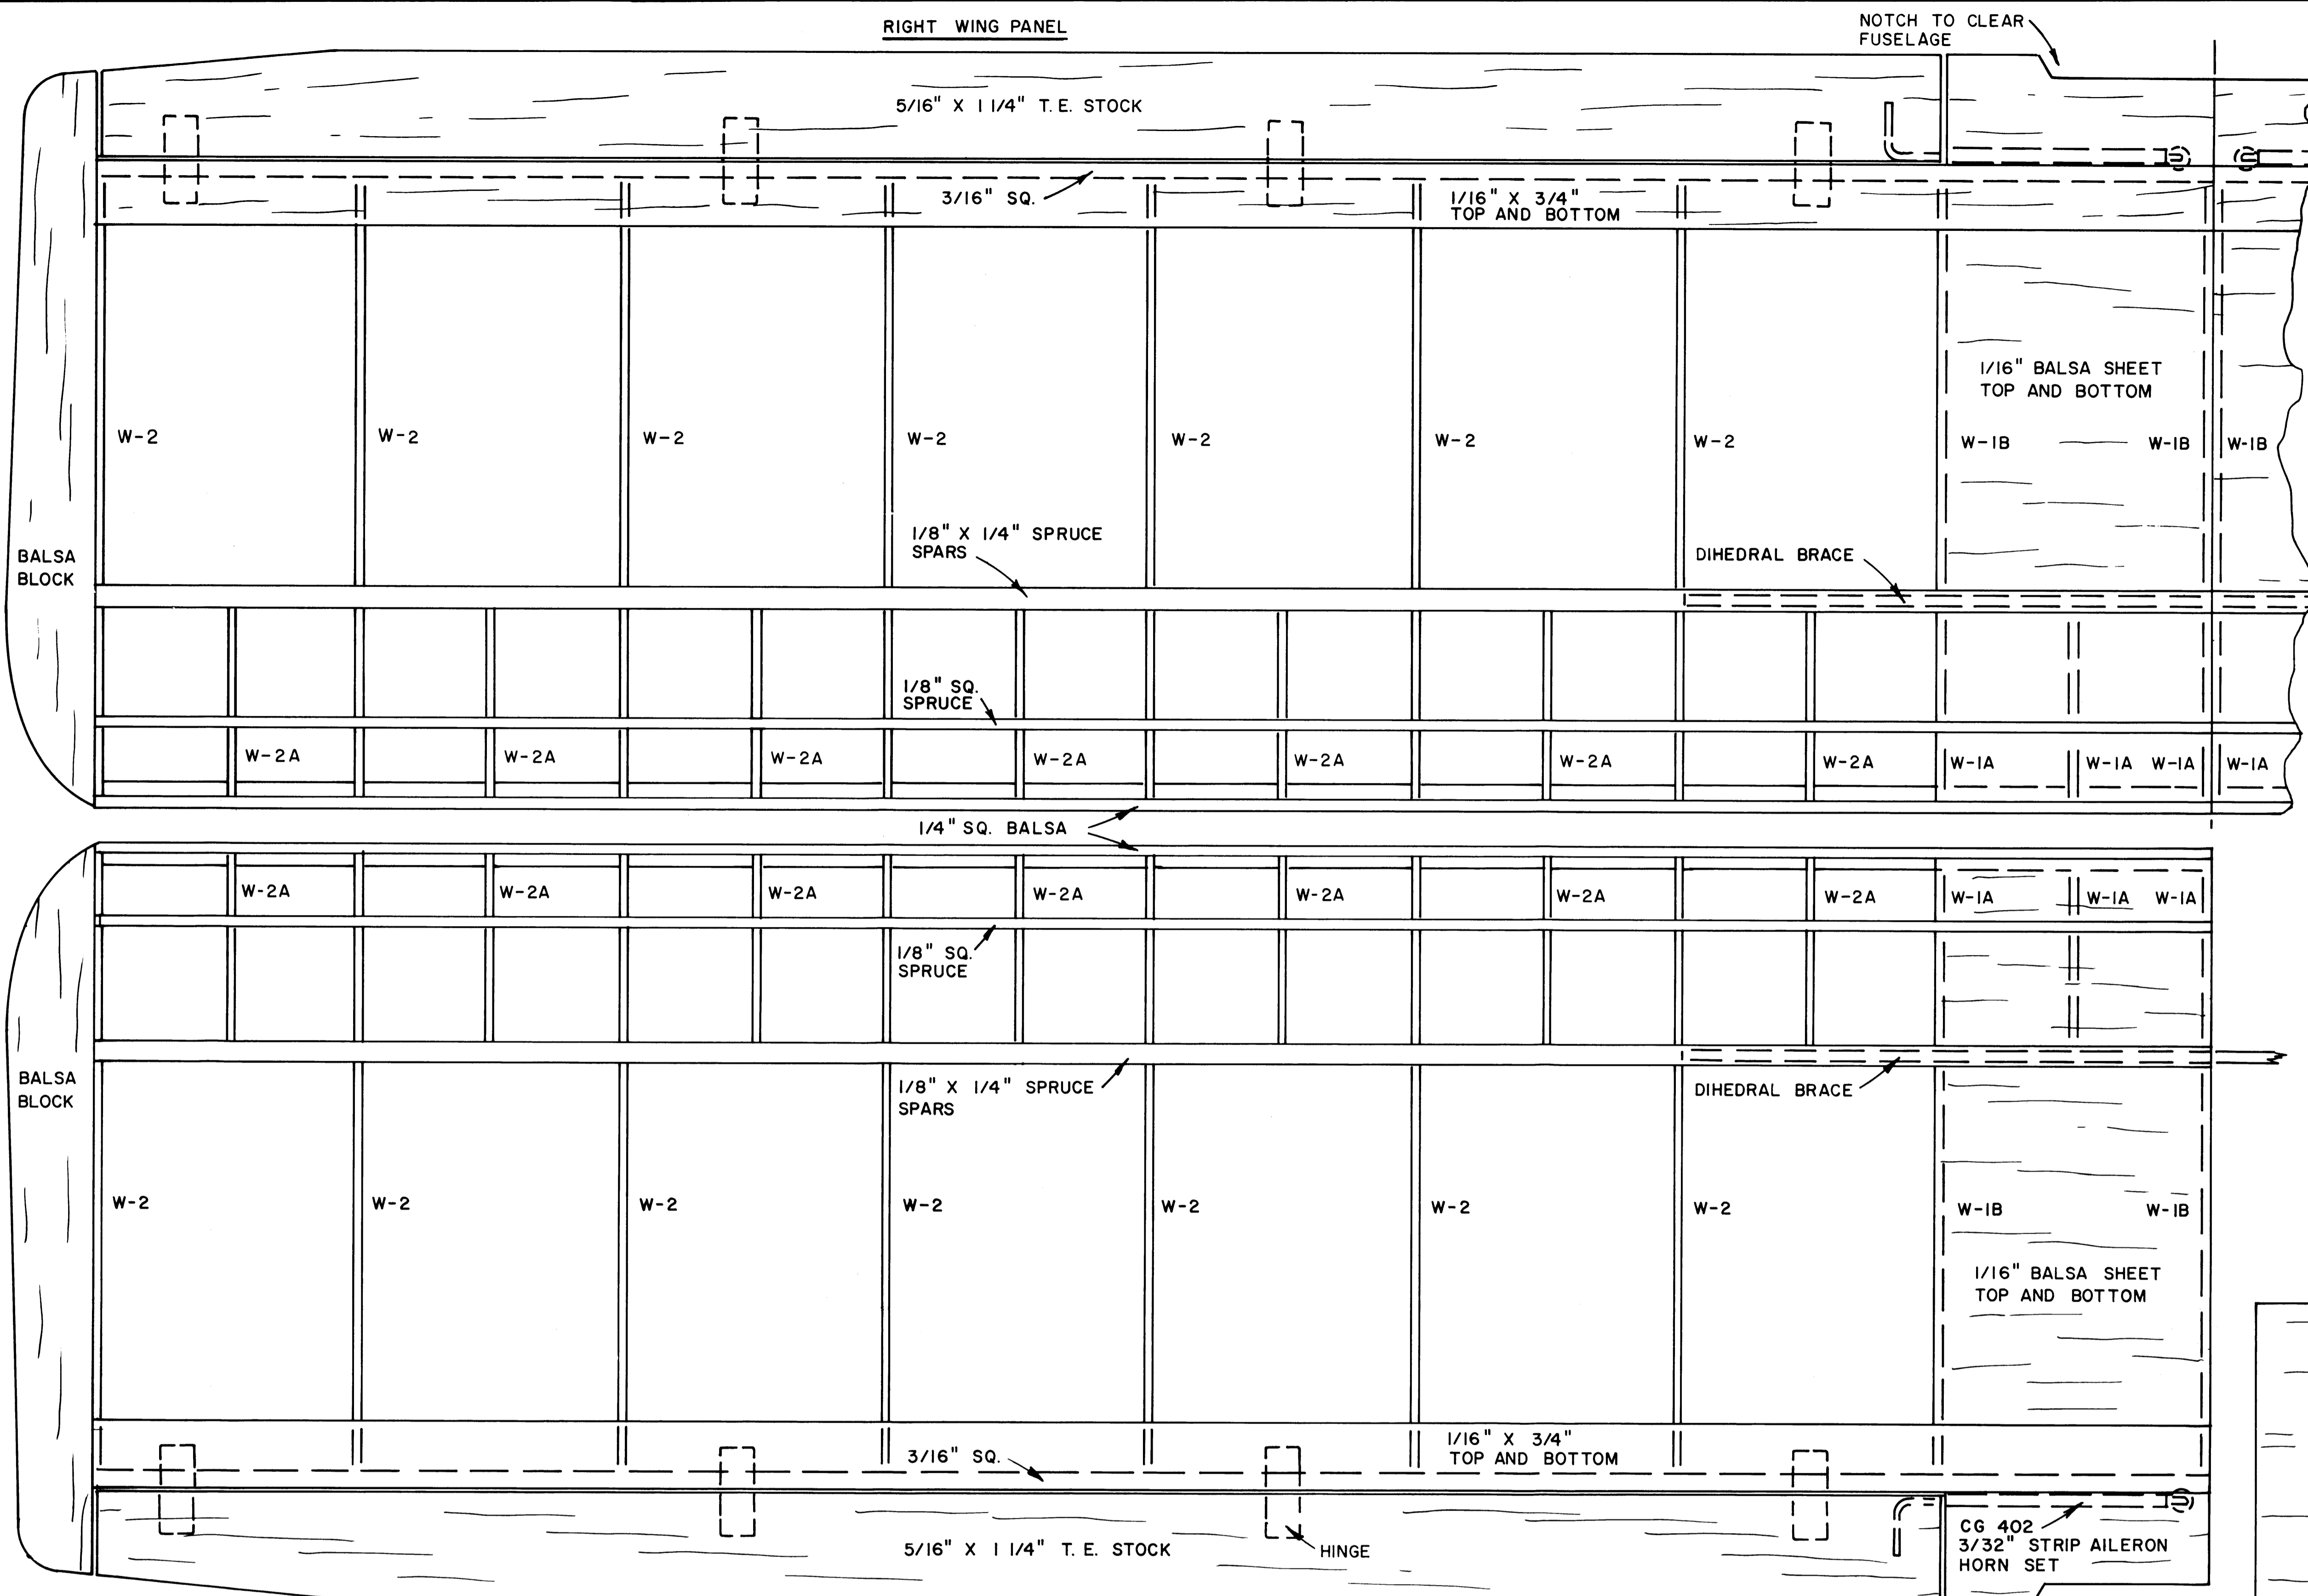 RIGHT WING PANEL
NOTCH TO CLEAR
FUSELAGE
5/16" X 1 1/4" T. E. STOCK
3/16" SQ.
1/16" X 3/4"
TOP AND BOTTOM
1/16" BALSA SHEET
TOP AND BOTTOM
W-2
W-2
W-2
W-2
W-2
W-2
W-2
W-1B
W-1B
W-1B
BALSA
BLOCK
1/8" X 1/4" SPRUCE
SPARS
DIHEDRAL BRACE
1/8" SQ.
SPRUCE
W-2A
W-2A
W-2A
W-2A
W-2A
W-2A
W-2A
W-1A
W-1A
W-1A
W-1A
1/4" SQ. BALSA
W-2A
W-2A
W-2A
W-2A
W-2A
W-2A
W-2A
W-1A
W-1A
W-1A
1/8" SQ.
SPRUCE
BALSA
BLOCK
1/8" X 1/4" SPRUCE
SPARS
DIHEDRAL BRACE
W-2
W-2
W-2
W-2
W-2
W-2
W-2
W-1B
W-1B
1/16" BALSA SHEET
TOP AND BOTTOM
3/16" SQ.
1/16" X 3/4"
TOP AND BOTTOM
5/16" X 1 1/4" T. E. STOCK
HINGE
CG 402
3/32" STRIP AILERON
HORN SET